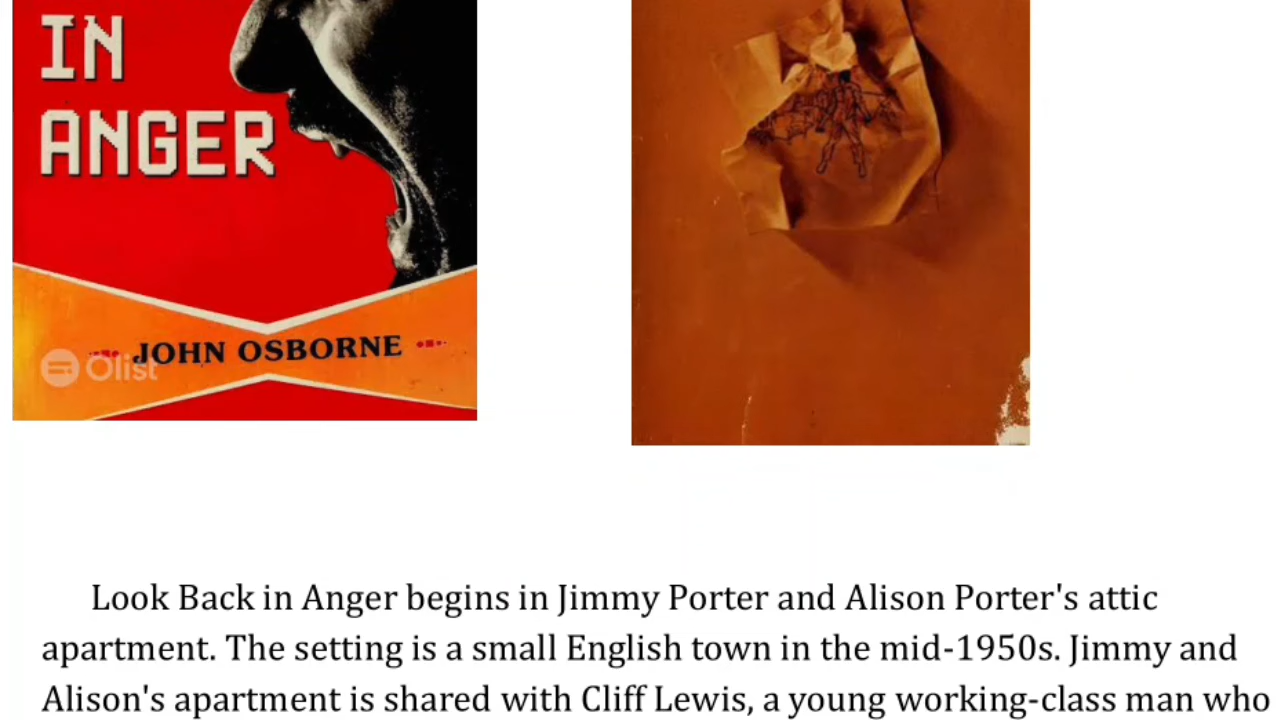 IN
ANGER
JOHN OSBORNE
Olist
Look Back in Anger begins in Jimmy Porter and Alison Porter's attic
apartment. The setting is a small English town in the mid-1950s. Jimmy and
Alison's apartment is shared with Cliff Lewis, a young working-class man who